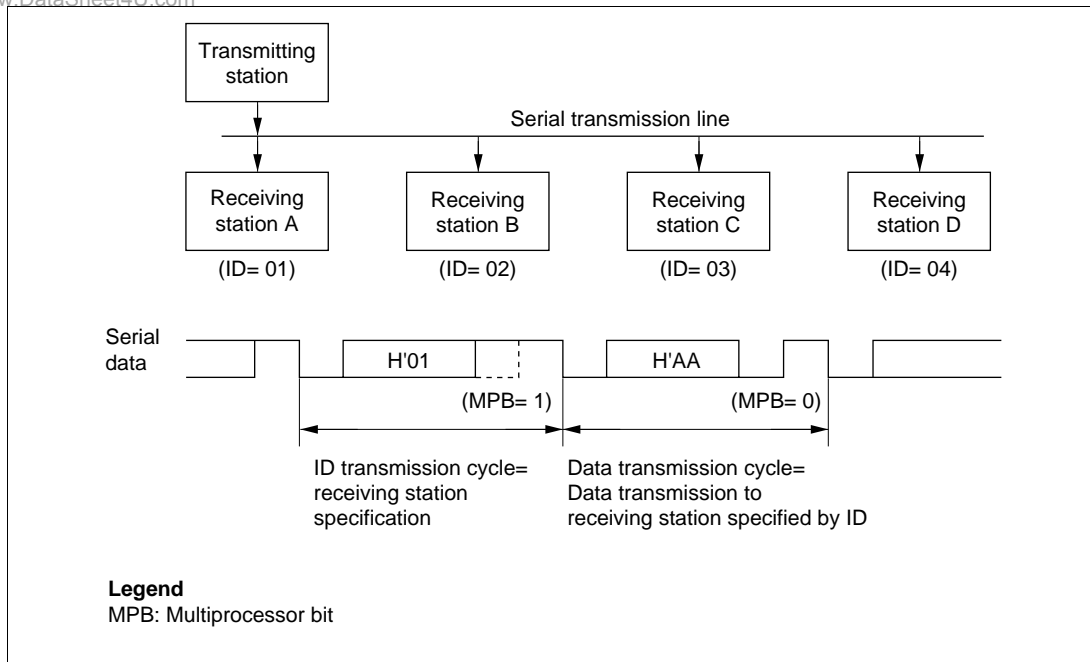 w.DataSheet4U.com
Transmitting
station
Serial transmission line
Receiving
station A
Receiving
station B
Receiving
station C
Receiving
station D
(ID= 01)
(ID= 02)
(ID= 03)
(ID= 04)
Serial
data
H'01
H'AA
(MPB= 1)
(MPB= 0)
ID transmission cycle=
receiving station
specification
Data transmission cycle=
Data transmission to
receiving station specified by ID
Legend
MPB: Multiprocessor bit